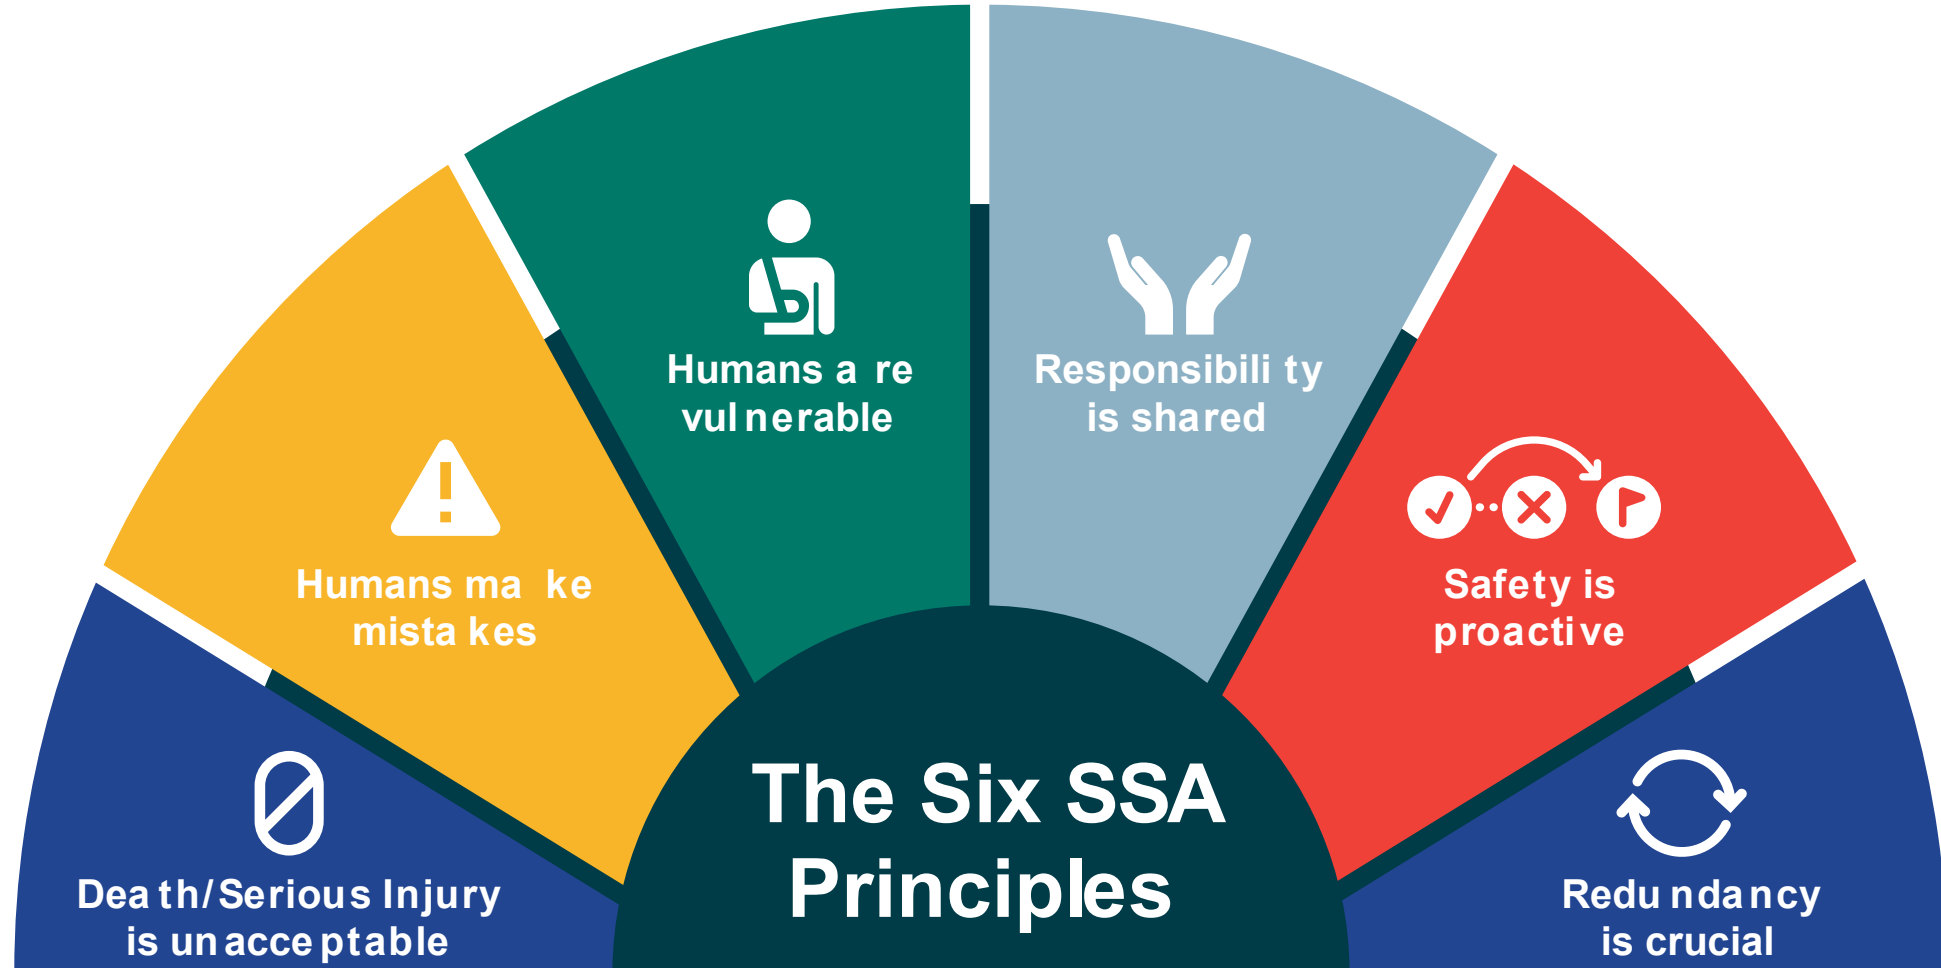 Death/Serious Injury
is unacceptable
Humans make
mistakes
Humans are
vulnerable
Responsibility
is shared
Safety is
proactive
Redundancy
is crucial
The Six SSA
Principles